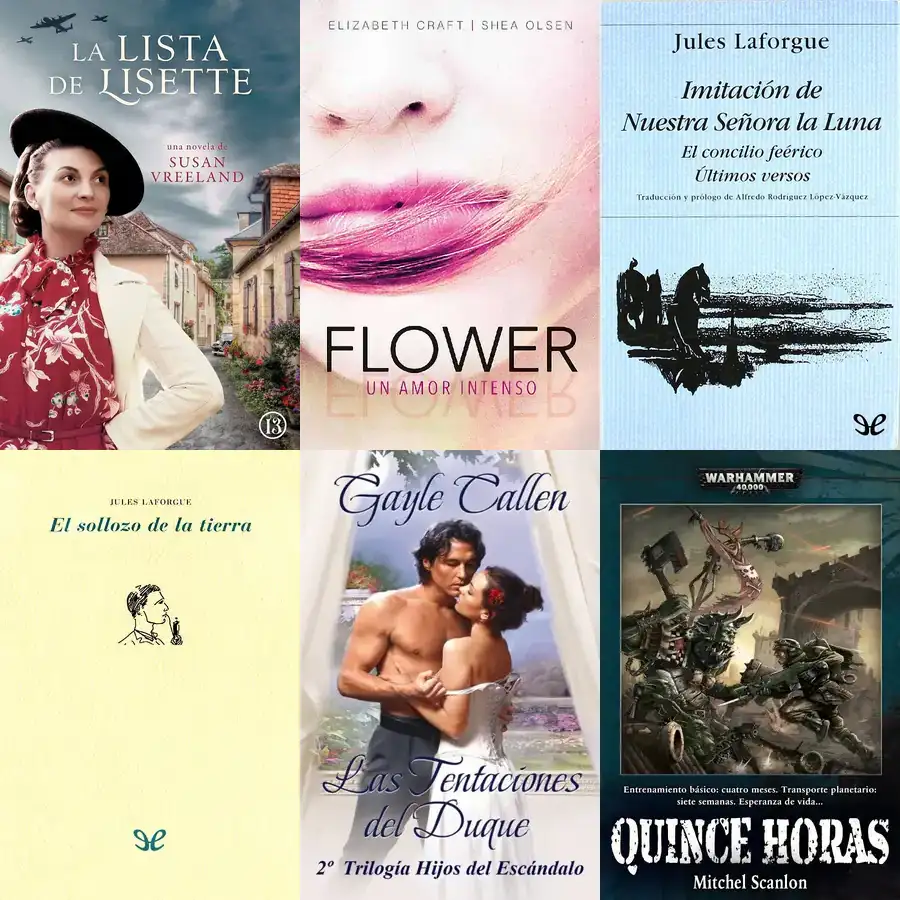 LA LISTA
DE LISETTE
una novela de
SUSAN
VREELAND
13
ELIZABETH CRAFT | SHEA OLSEN
FLOWER
UN AMOR INTENSO
FLOWER
Jules Laforgue
Imitación de
Nuestra Señora la Luna
El concilio feérico
Últimos versos
Traducción y prólogo de Alfredo Rodríguez López-Vázquez
JULES LAFORGUE
El sollozo de la tierra
Gayle Callen
Las Tentaciones
del Duque
2º Trilogía Hijos del Escándalo
WARHAMMER
40,000
Entrenamiento básico: cuatro meses. Transporte planetario:
siete semanas. Esperanza de vida...
QUINCE HORAS
Mitchel Scanlon